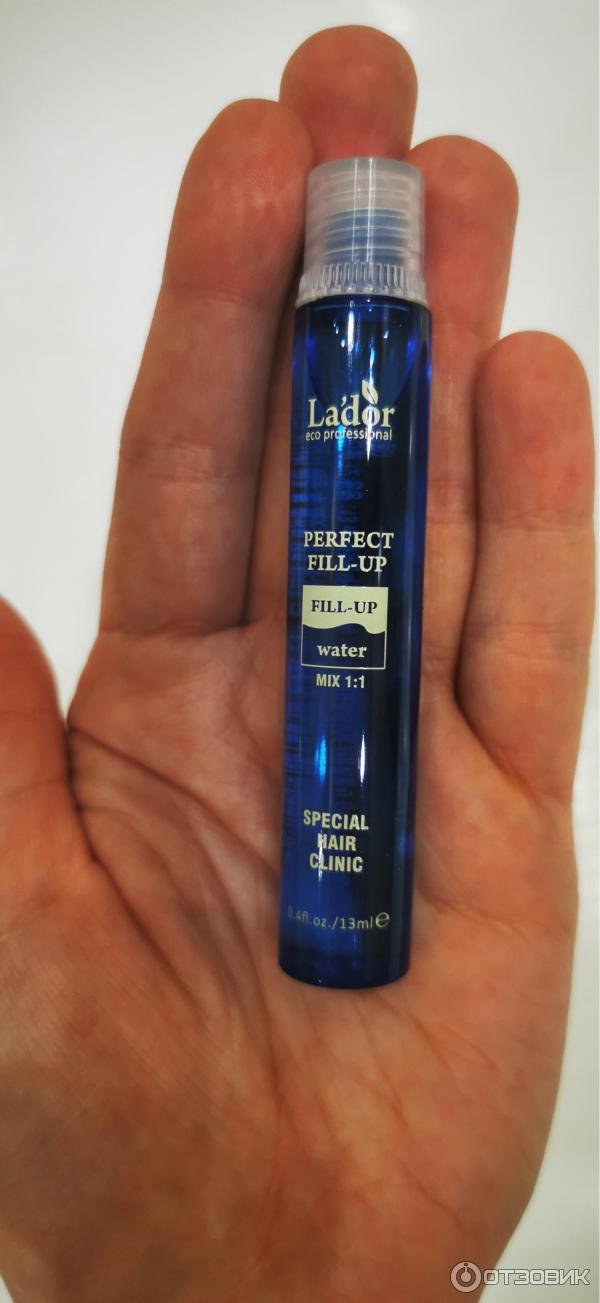 La'dor
eco professional
PERFECT
FILL-UP
FILL-UP
water
MIX 1:1
SPECIAL
HAIR
CLINIC
0.4fl.oz./13ml℮
ОТЗОВИК